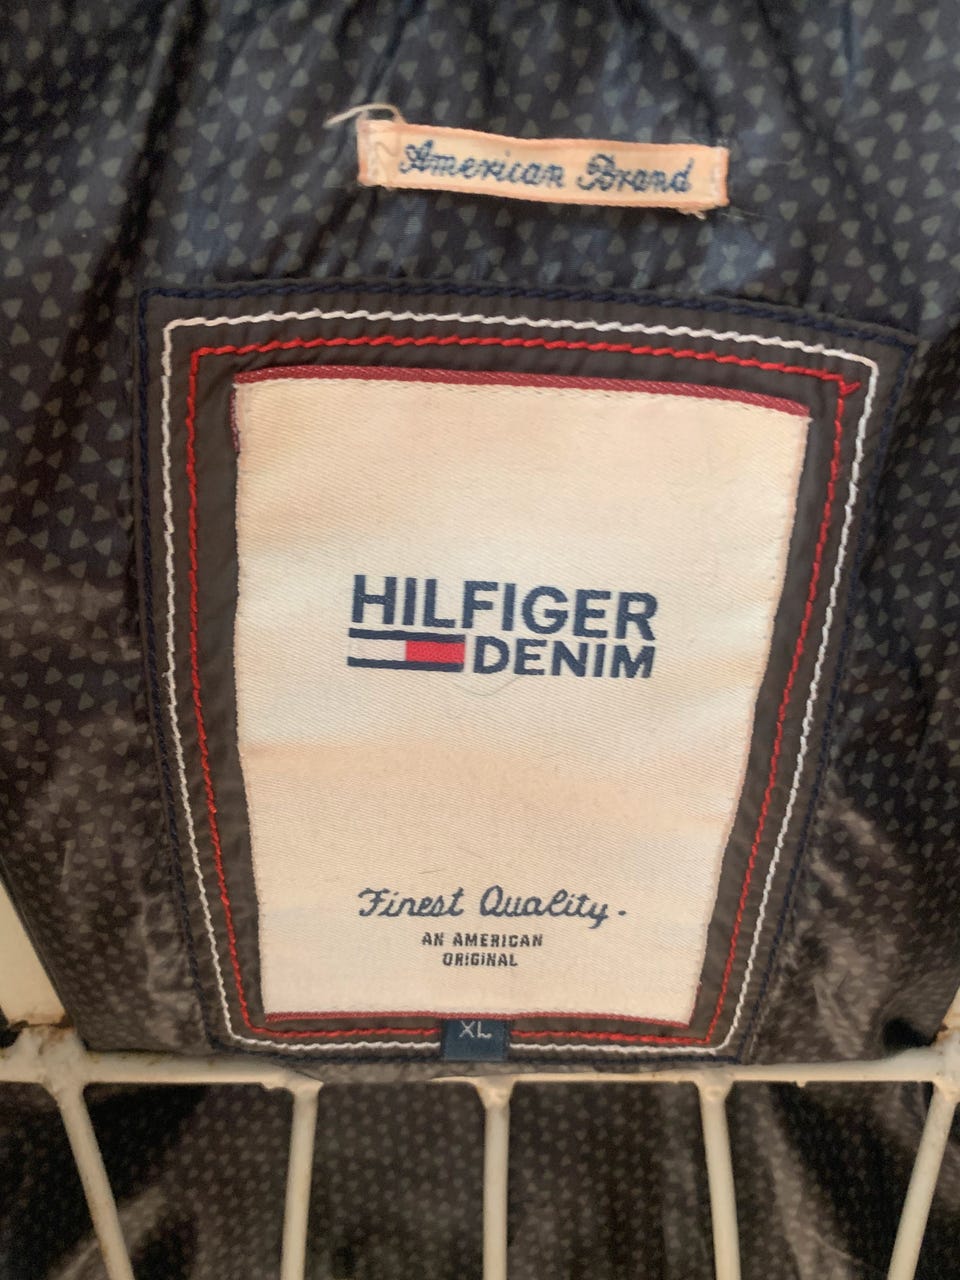 American Brand
HILFIGER
DENIM
Finest Quality.
AN AMERICAN
ORIGINAL
XL